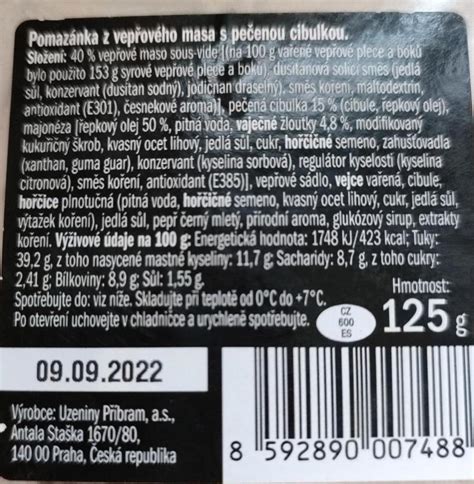 Pomazánka z vepřového masa s pečenou cibulkou.
Složení: 40 % vepřové maso sous-vide [(na 100 g vařené vepřové plece a boků
bylo použito 153 g syrové vepřové plece a boků), dusitanová solicí směs (jedlá
sůl, konzervant (dusitan sodný), jodičnan draselný), směs koření, maltodextrin,
antioxidant (E301), česnekové aroma)], pečená cibulka 15 % (cibule, řepkový olej),
majonéza [řepkový olej 50 %, pitná voda, vaječné žloutky 4,8 %, modifikovaný
kukuřičný škrob, kvasný ocet lihový, jedlá sůl, cukr, hořčičné semeno, zahušťovadla
(xanthan, guma guar), konzervant (kyselina sorbová), regulátor kyselosti (kyselina
citronová), směs koření, antioxidant (E385)], vepřové sádlo, vejce vařená, cibule,
hořčice plnotučná (pitná voda, hořčičné semeno, kvasný ocet lihový, cukr, jedlá sůl,
výtažek koření), jedlá sůl, pepř černý mletý, přírodní aroma, glukózový sirup, extrakty
koření. Výživové údaje na 100 g: Energetická hodnota: 1748 kJ/423 kcal; Tuky:
39,2 g, z toho nasycené mastné kyseliny: 11,7 g; Sacharidy: 8,7 g, z toho cukry:
2,41 g; Bílkoviny: 8,9 g; Sůl: 1,55 g.
Spotřebujte do: viz níže. Skladujte při teplotě od 0°C do +7°C.
Po otevření uchovejte v chladničce a urychleně spotřebujte.
CZ
600
ES
Hmotnost:
125 g
09.09.2022
Výrobce: Uzeniny Příbram, a.s.,
Antala Staška 1670/80,
140 00 Praha, Česká republika
8 592890 007488